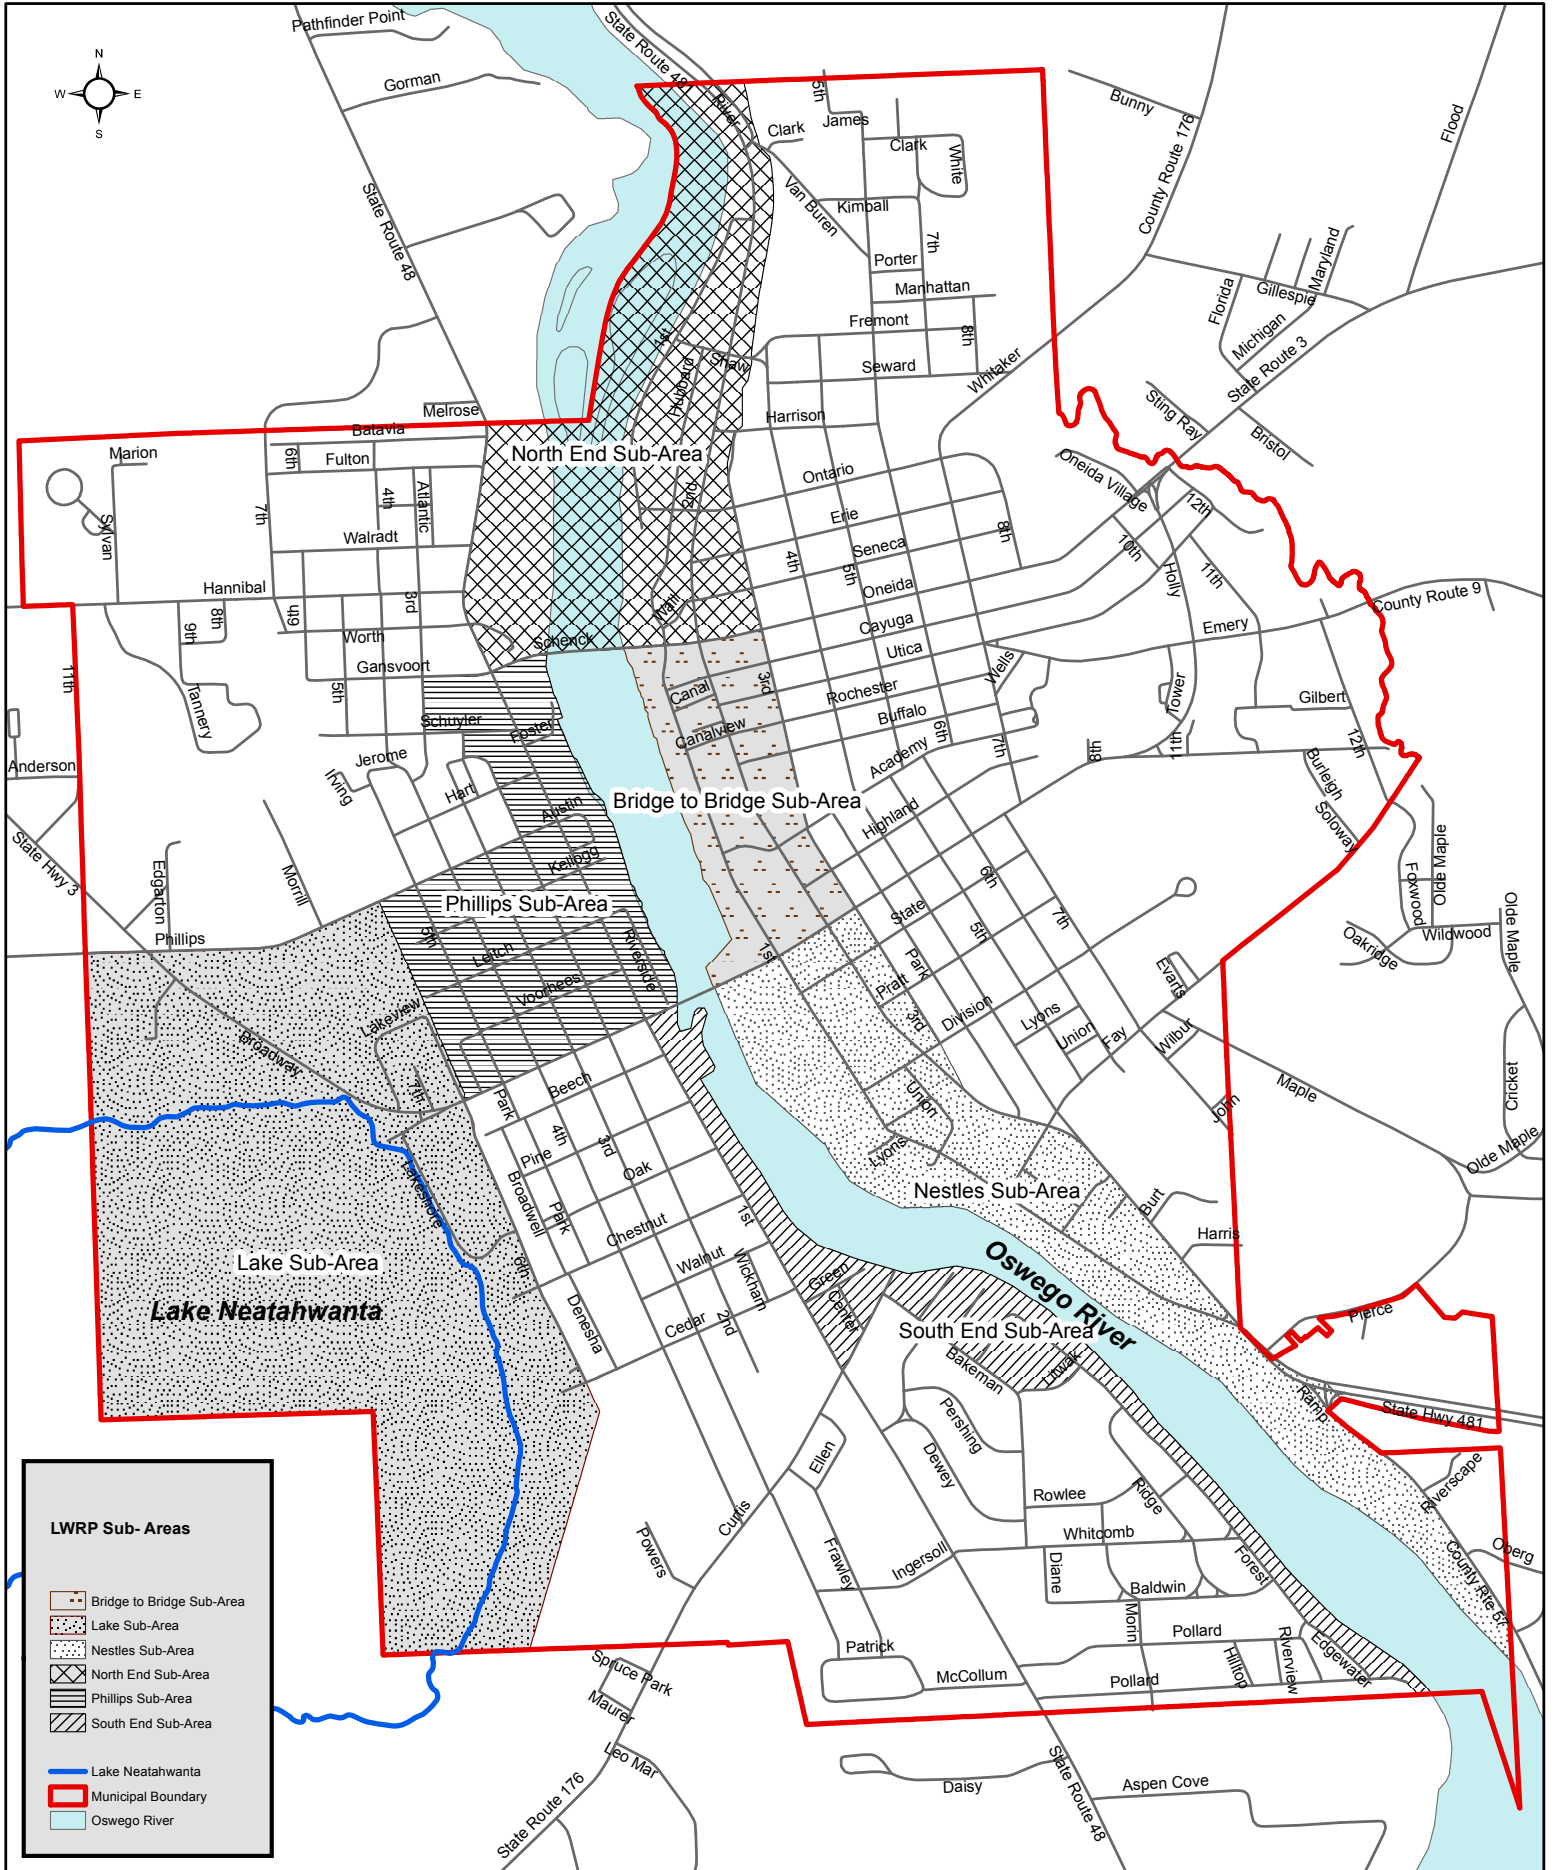 Pathfinder Point
State Route 48
N
W E
S
Gorman
River
5th
James
Clark
Clark
White
Bunny
County Route 176
Flood
State Route 48
Van Buren
Kimball
7th
Porter
Manhattan
Maryland
Florida
Gillespie
Michigan
State Route 3
1st
Fremont
8th
Shaw
Hubbard
Seward
Whitaker
Melrose
Harrison
Sting Ray
Bristol
Batavia
Marion
6th
Fulton
North End Sub-Area
Oneida Village
Ontario
4th
Atlantic
2nd
7th
Sylvan
Walradt
Erie
8th
12th
Seneca
10th
4th
5th
11th
Holly
Hannibal
Oneida
County Route 9
8th
9th
6th
3rd
Wall
Cayuga
Emery
Worth
Schenck
Utica
Gansvoort
Wells
11th
5th
Tannery
Canal
3rd
Rochester
Tower
Gilbert
Schuyler
Foster
Canalview
Buffalo
6th
7th
8th
11th
12th
Jerome
Anderson
Irving
Hart
Academy
Burleigh
Austin
Bridge to Bridge Sub-Area
Highland
Soloway
State Hwy 3
Edgarton
Morrill
Kellogg
6th
Foxwood
Olde Maple
Phillips Sub-Area
State
7th
Olde Maple
Phillips
5th
Leitch
Riverside
1st
5th
Oakridge
Wildwood
Voorhees
Park
Pratt
Evarts
Lakeview
3rd
Division
Lyons
Union
Fay
Wilbur
Broadway
7th
Beech
Park
Union
John
Maple
Cricket
4th
3rd
Pine
Oak
Lyons
Olde Maple
Lakeshore
Broadwell
Park
Nestles Sub-Area
1st
Burt
Chestnut
Harris
Lake Sub-Area
6th
Walnut
Wickham
Green
Oswego River
Lake Neatahwanta
Denesha
Center
Cedar
2nd
South End Sub-Area
Pierce
Bakeman
Litwak
Ramp
State Hwy 481
Pershing
Dewey
Ellen
Riverscape
Rowlee
Ridge
Curtis
Whitcomb
Powers
Frawley
Ingersoll
Diane
Forest
Oberg
County Rte 57
Baldwin
Morin
Pollard
Patrick
Hilltop
Riverview
Edgewater
McCollum
Pollard
Spruce Park
Maurer
Leo Mar
State Route 48
Daisy
Aspen Cove
State Route 176
LWRP Sub- Areas
Bridge to Bridge Sub-Area
Lake Sub-Area
Nestles Sub-Area
North End Sub-Area
Phillips Sub-Area
South End Sub-Area
Lake Neatahwanta
Municipal Boundary
Oswego River